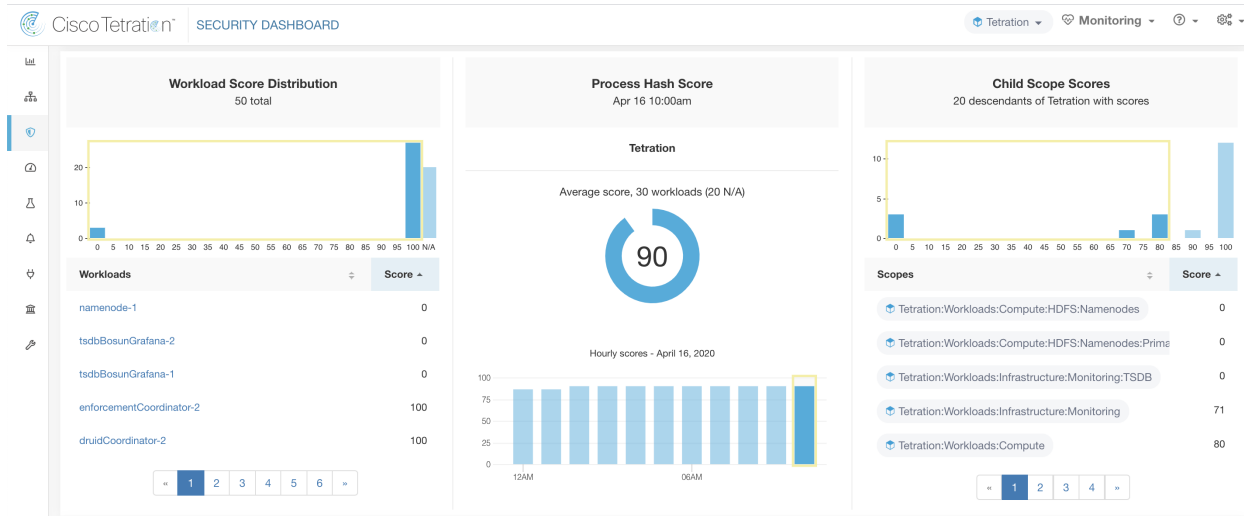 Cisco Tetration™
SECURITY DASHBOARD
Tetration
Monitoring
Workload Score Distribution
50 total
20
10
0
0 5 10 15 20 25 30 35 40 45 50 55 60 65 70 75 80 85 90 95 100 N/A
Workloads Score
namenode-1 0
tsdbBosunGrafana-2 0
tsdbBosunGrafana-1 0
enforcementCoordinator-2 100
druidCoordinator-2 100
« 1 2 3 4 5 6 »
Process Hash Score
Apr 16 10:00am
Tetration
Average score, 30 workloads (20 N/A)
90
Hourly scores - April 16, 2020
100
75
50
25
0
12AM 06AM
Child Scope Scores
20 descendants of Tetration with scores
10
5
0
0 5 10 15 20 25 30 35 40 45 50 55 60 65 70 75 80 85 90 95 100
Scopes Score
Tetration:Workloads:Compute:HDFS:Namenodes 0
Tetration:Workloads:Compute:HDFS:Namenodes:Prima 0
Tetration:Workloads:Infrastructure:Monitoring:TSDB 0
Tetration:Workloads:Infrastructure:Monitoring 71
Tetration:Workloads:Compute 80
« 1 2 3 4 »